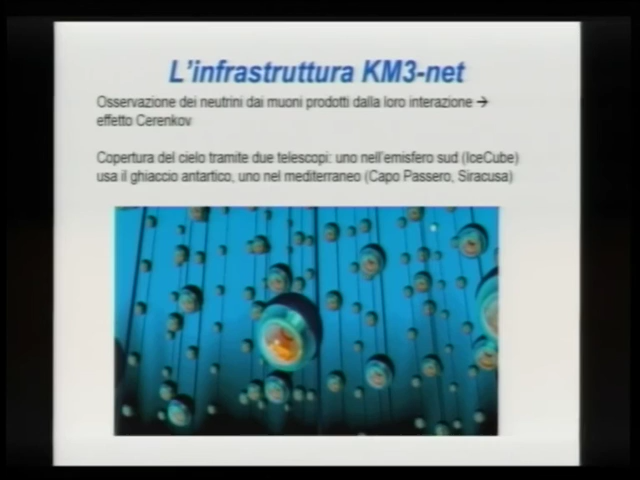 L'infrastruttura KM3-net
Osservazione dei neutrini dai muoni prodotti dalla loro interazione →
effetto Cerenkov
Copertura del cielo tramite due telescopi: uno nell'emisfero sud (IceCube)
usa il ghiaccio antartico, uno nel mediterraneo (Capo Passero, Siracusa)